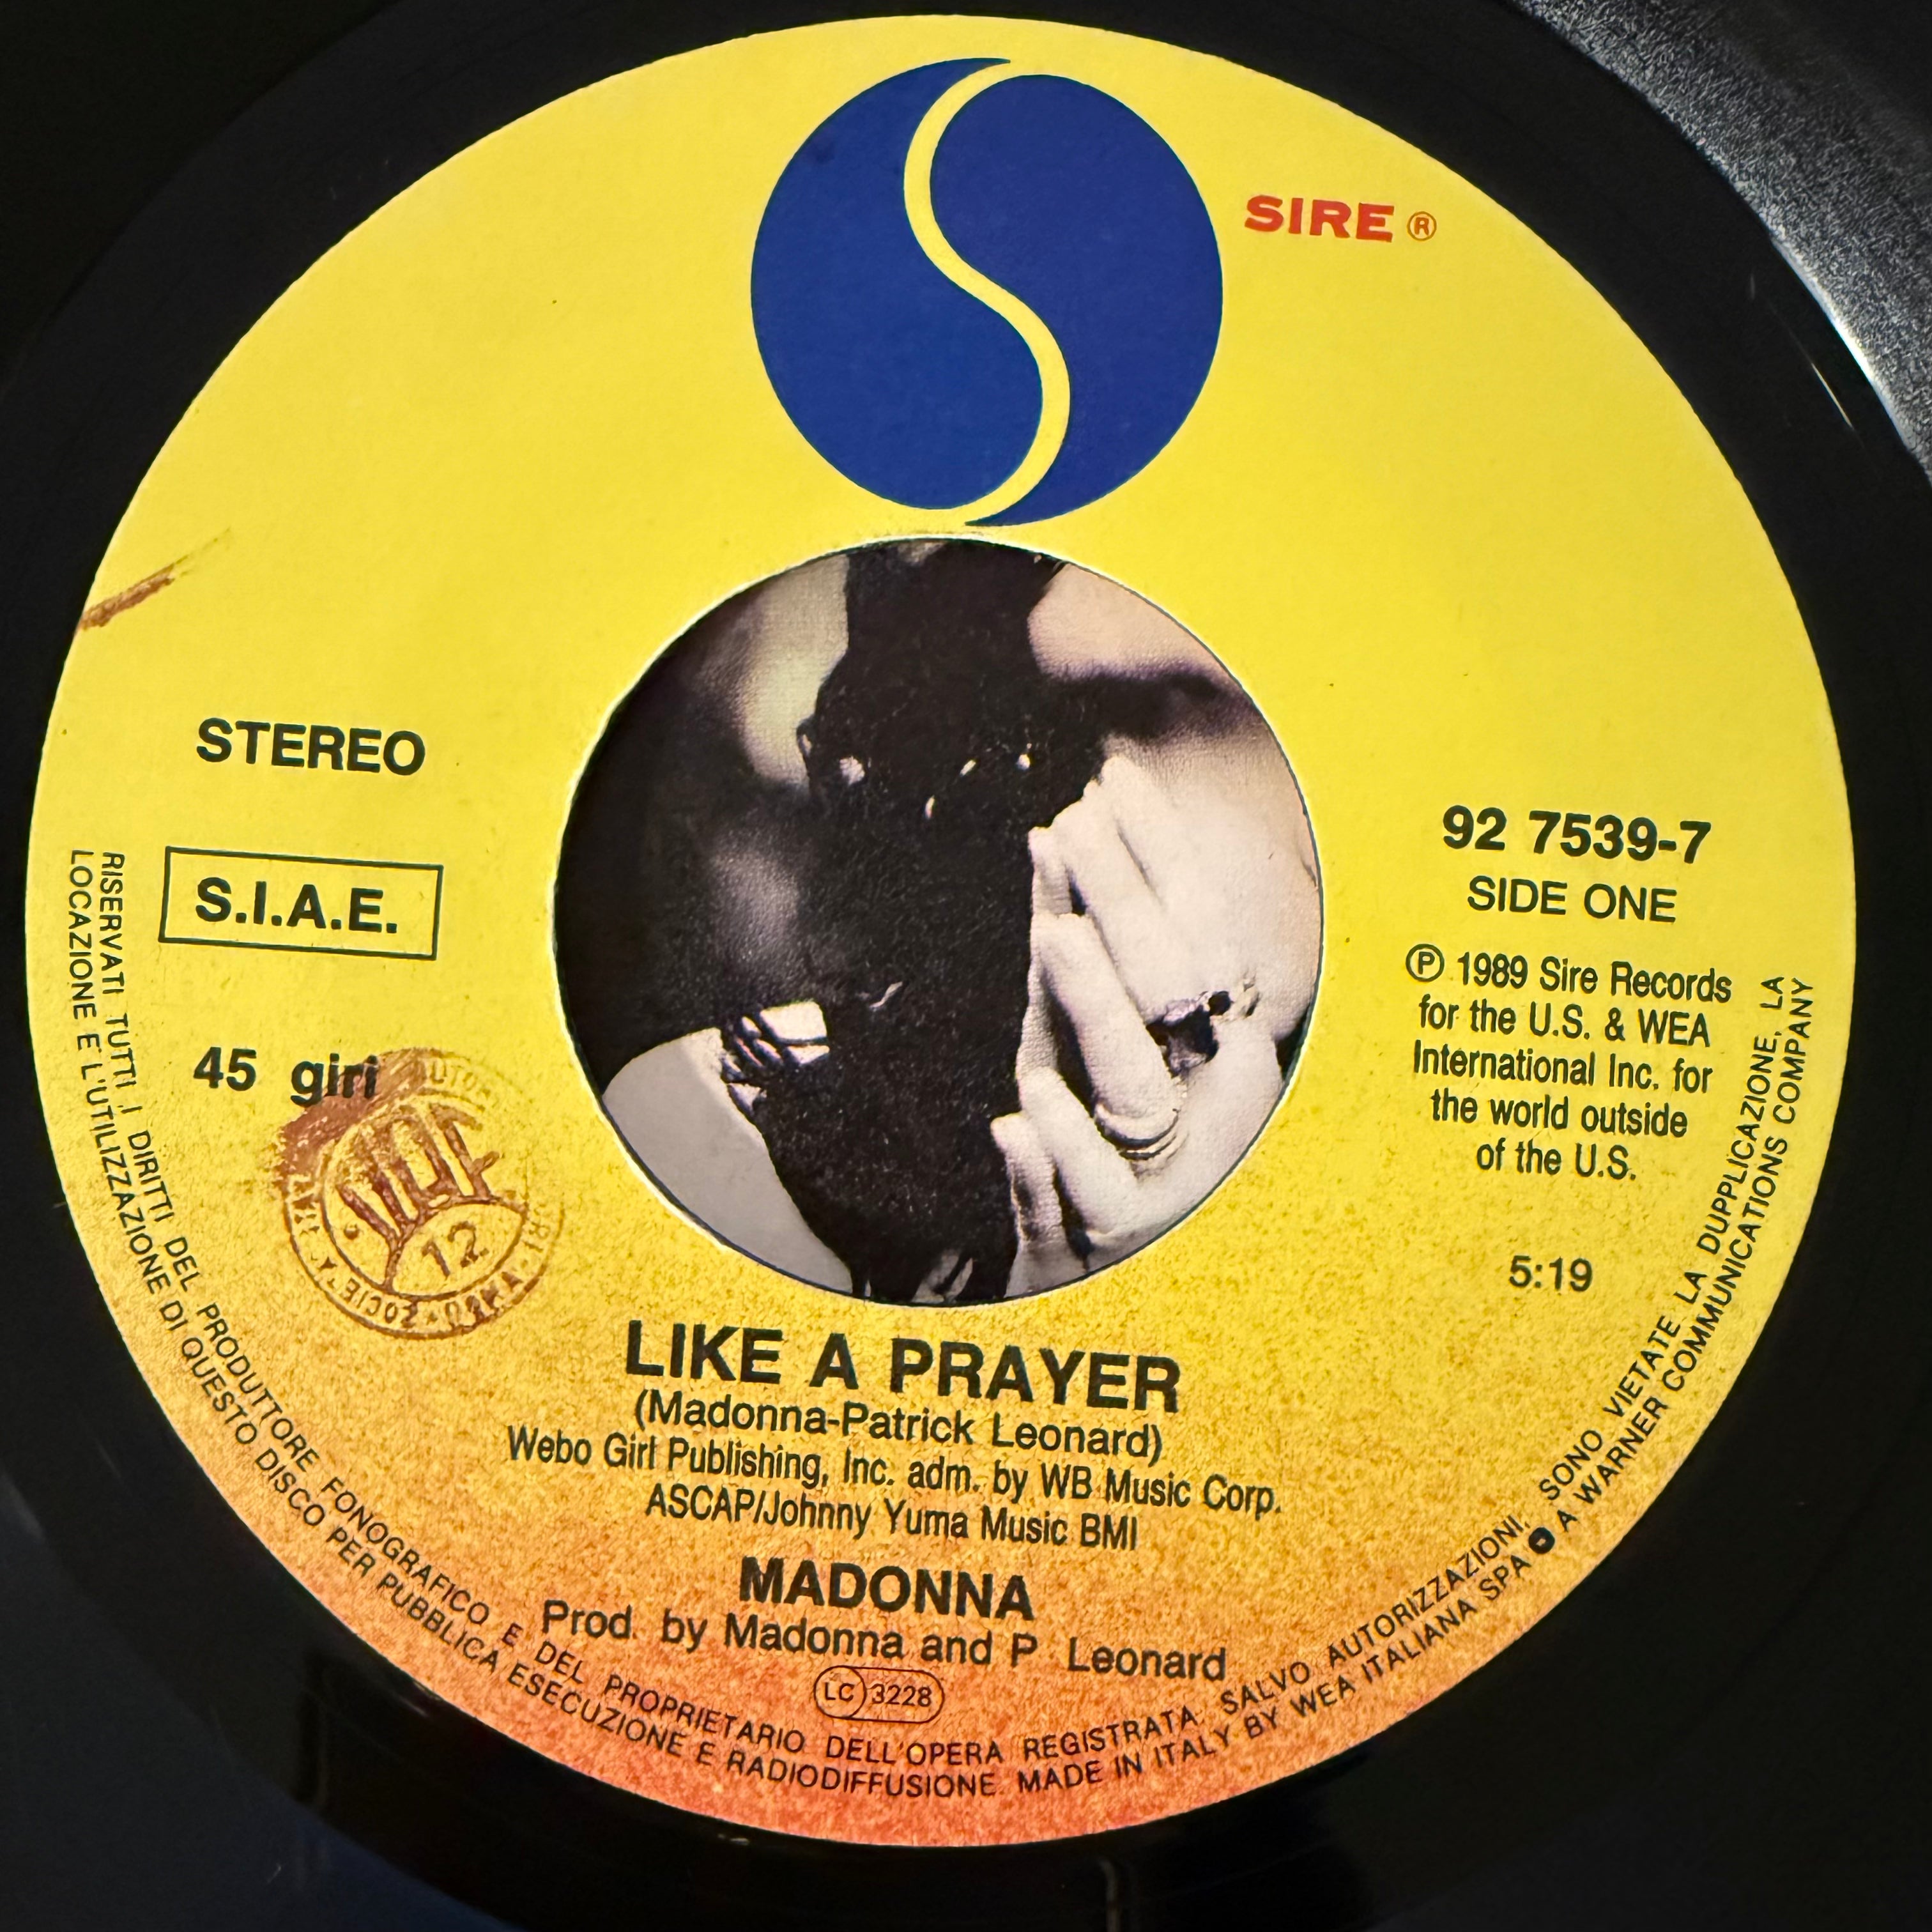 SIRE ®
STEREO
S.I.A.E.
45 giri
12
92 7539-7
SIDE ONE
℗ 1989 Sire Records
for the U.S. & WEA
International Inc. for
the world outside
of the U.S.
5:19
LIKE A PRAYER
(Madonna-Patrick Leonard)
Webo Girl Publishing, Inc. adm. by WB Music Corp.
ASCAP/Johnny Yuma Music BMI
MADONNA
Prod. by Madonna and P. Leonard
LC 3228
RISERVATI TUTTI I DIRITTI DEL PRODUTTORE FONOGRAFICO E DEL PROPRIETARIO DELL'OPERA REGISTRATA. SALVO AUTORIZZAZIONI, SONO VIETATE LA DUPPLICAZIONE, LA
LOCAZIONE E L'UTILIZZAZIONE DI QUESTO DISCO PER PUBBLICA ESECUZIONE E RADIODIFFUSIONE. MADE IN ITALY BY WEA ITALIANA SPA A WARNER COMMUNICATIONS COMPANY